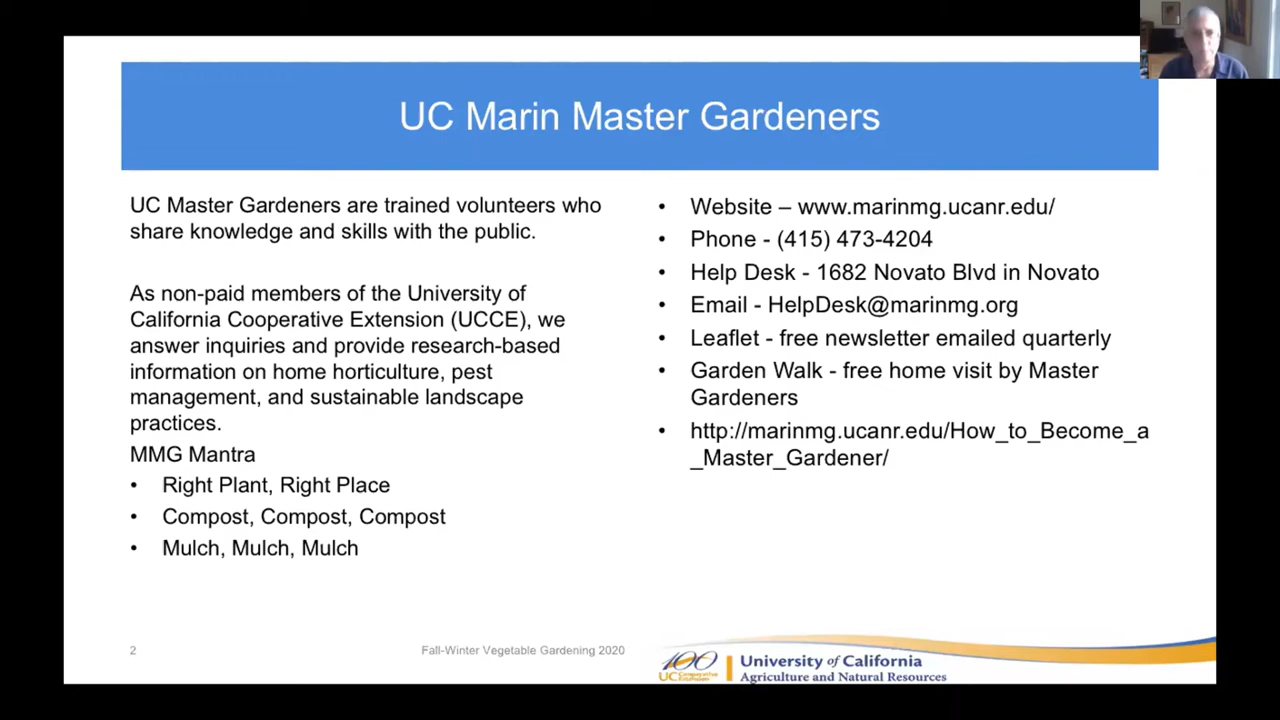 UC Marin Master Gardeners
UC Master Gardeners are trained volunteers who
share knowledge and skills with the public.
As non-paid members of the University of
California Cooperative Extension (UCCE), we
answer inquiries and provide research-based
information on home horticulture, pest
management, and sustainable landscape
practices.
MMG Mantra
• Right Plant, Right Place
• Compost, Compost, Compost
• Mulch, Mulch, Mulch
• Website – www.marinmg.ucanr.edu/
• Phone - (415) 473-4204
• Help Desk - 1682 Novato Blvd in Novato
• Email - HelpDesk@marinmg.org
• Leaflet - free newsletter emailed quarterly
• Garden Walk - free home visit by Master
Gardeners
• http://marinmg.ucanr.edu/How_to_Become_a
_Master_Gardener/
2
Fall-Winter Vegetable Gardening 2020
100
UC Cooperative
Extension
University of California
Agriculture and Natural Resources